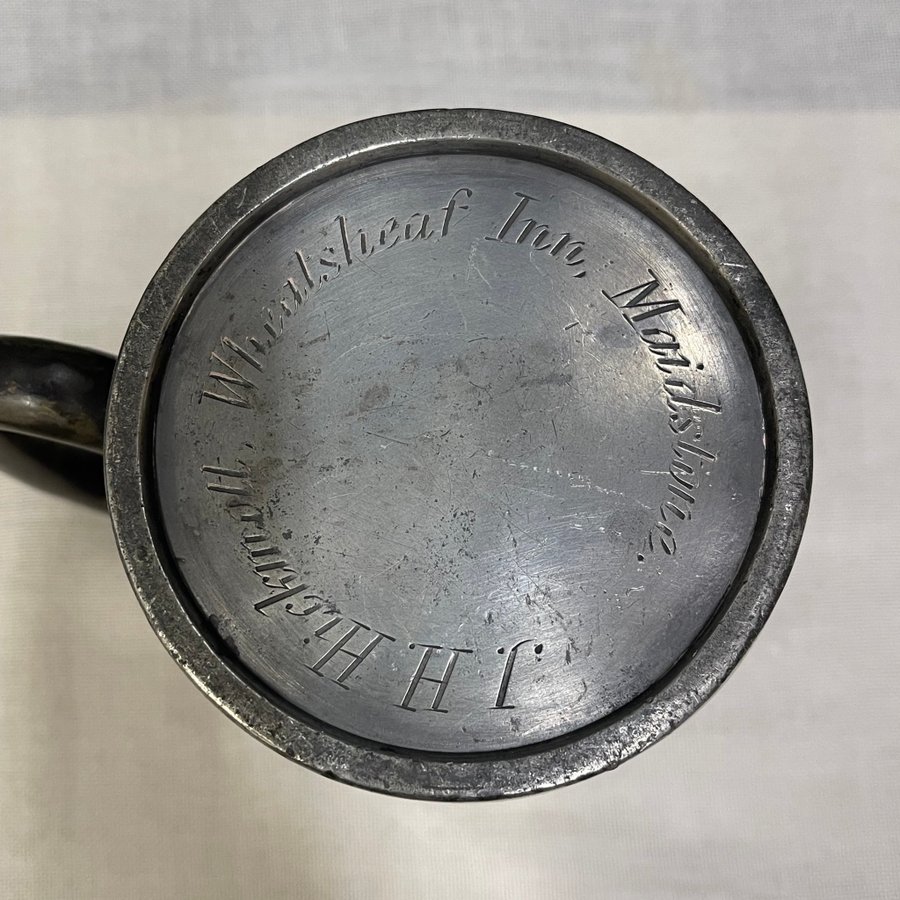 J. H. Hickmott, Wheatsheaf Inn, Maidstone.